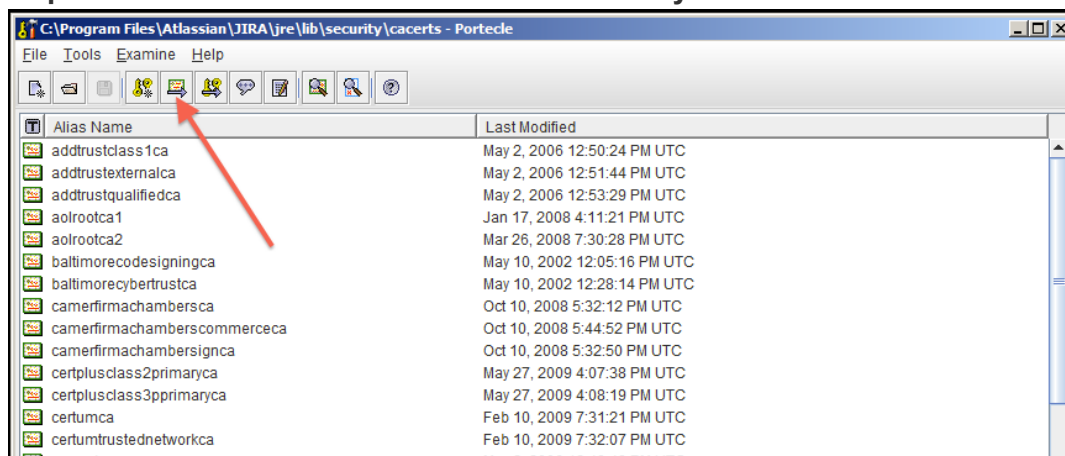 C:\Program Files\Atlassian\JIRA\jre\lib\security\cacerts - Portecle
File Tools Examine Help
T Alias Name Last Modified
addtrustclass1ca May 2, 2006 12:50:24 PM UTC
addtrustexternalca May 2, 2006 12:51:44 PM UTC
addtrustqualifiedca May 2, 2006 12:53:29 PM UTC
aolrootca1 Jan 17, 2008 4:11:21 PM UTC
aolrootca2 Mar 26, 2008 7:30:28 PM UTC
baltimorecodesigningca May 10, 2002 12:05:16 PM UTC
baltimorecybertrustca May 10, 2002 12:28:14 PM UTC
camerfirmachambersca Oct 10, 2008 5:32:12 PM UTC
camerfirmachamberscommerceca Oct 10, 2008 5:44:52 PM UTC
camerfirmachambersignca Oct 10, 2008 5:32:50 PM UTC
certplusclass2primaryca May 27, 2009 4:07:38 PM UTC
certplusclass3pprimaryca May 27, 2009 4:08:19 PM UTC
certumca Feb 10, 2009 7:31:21 PM UTC
certumtrustednetworkca Feb 10, 2009 7:32:07 PM UTC